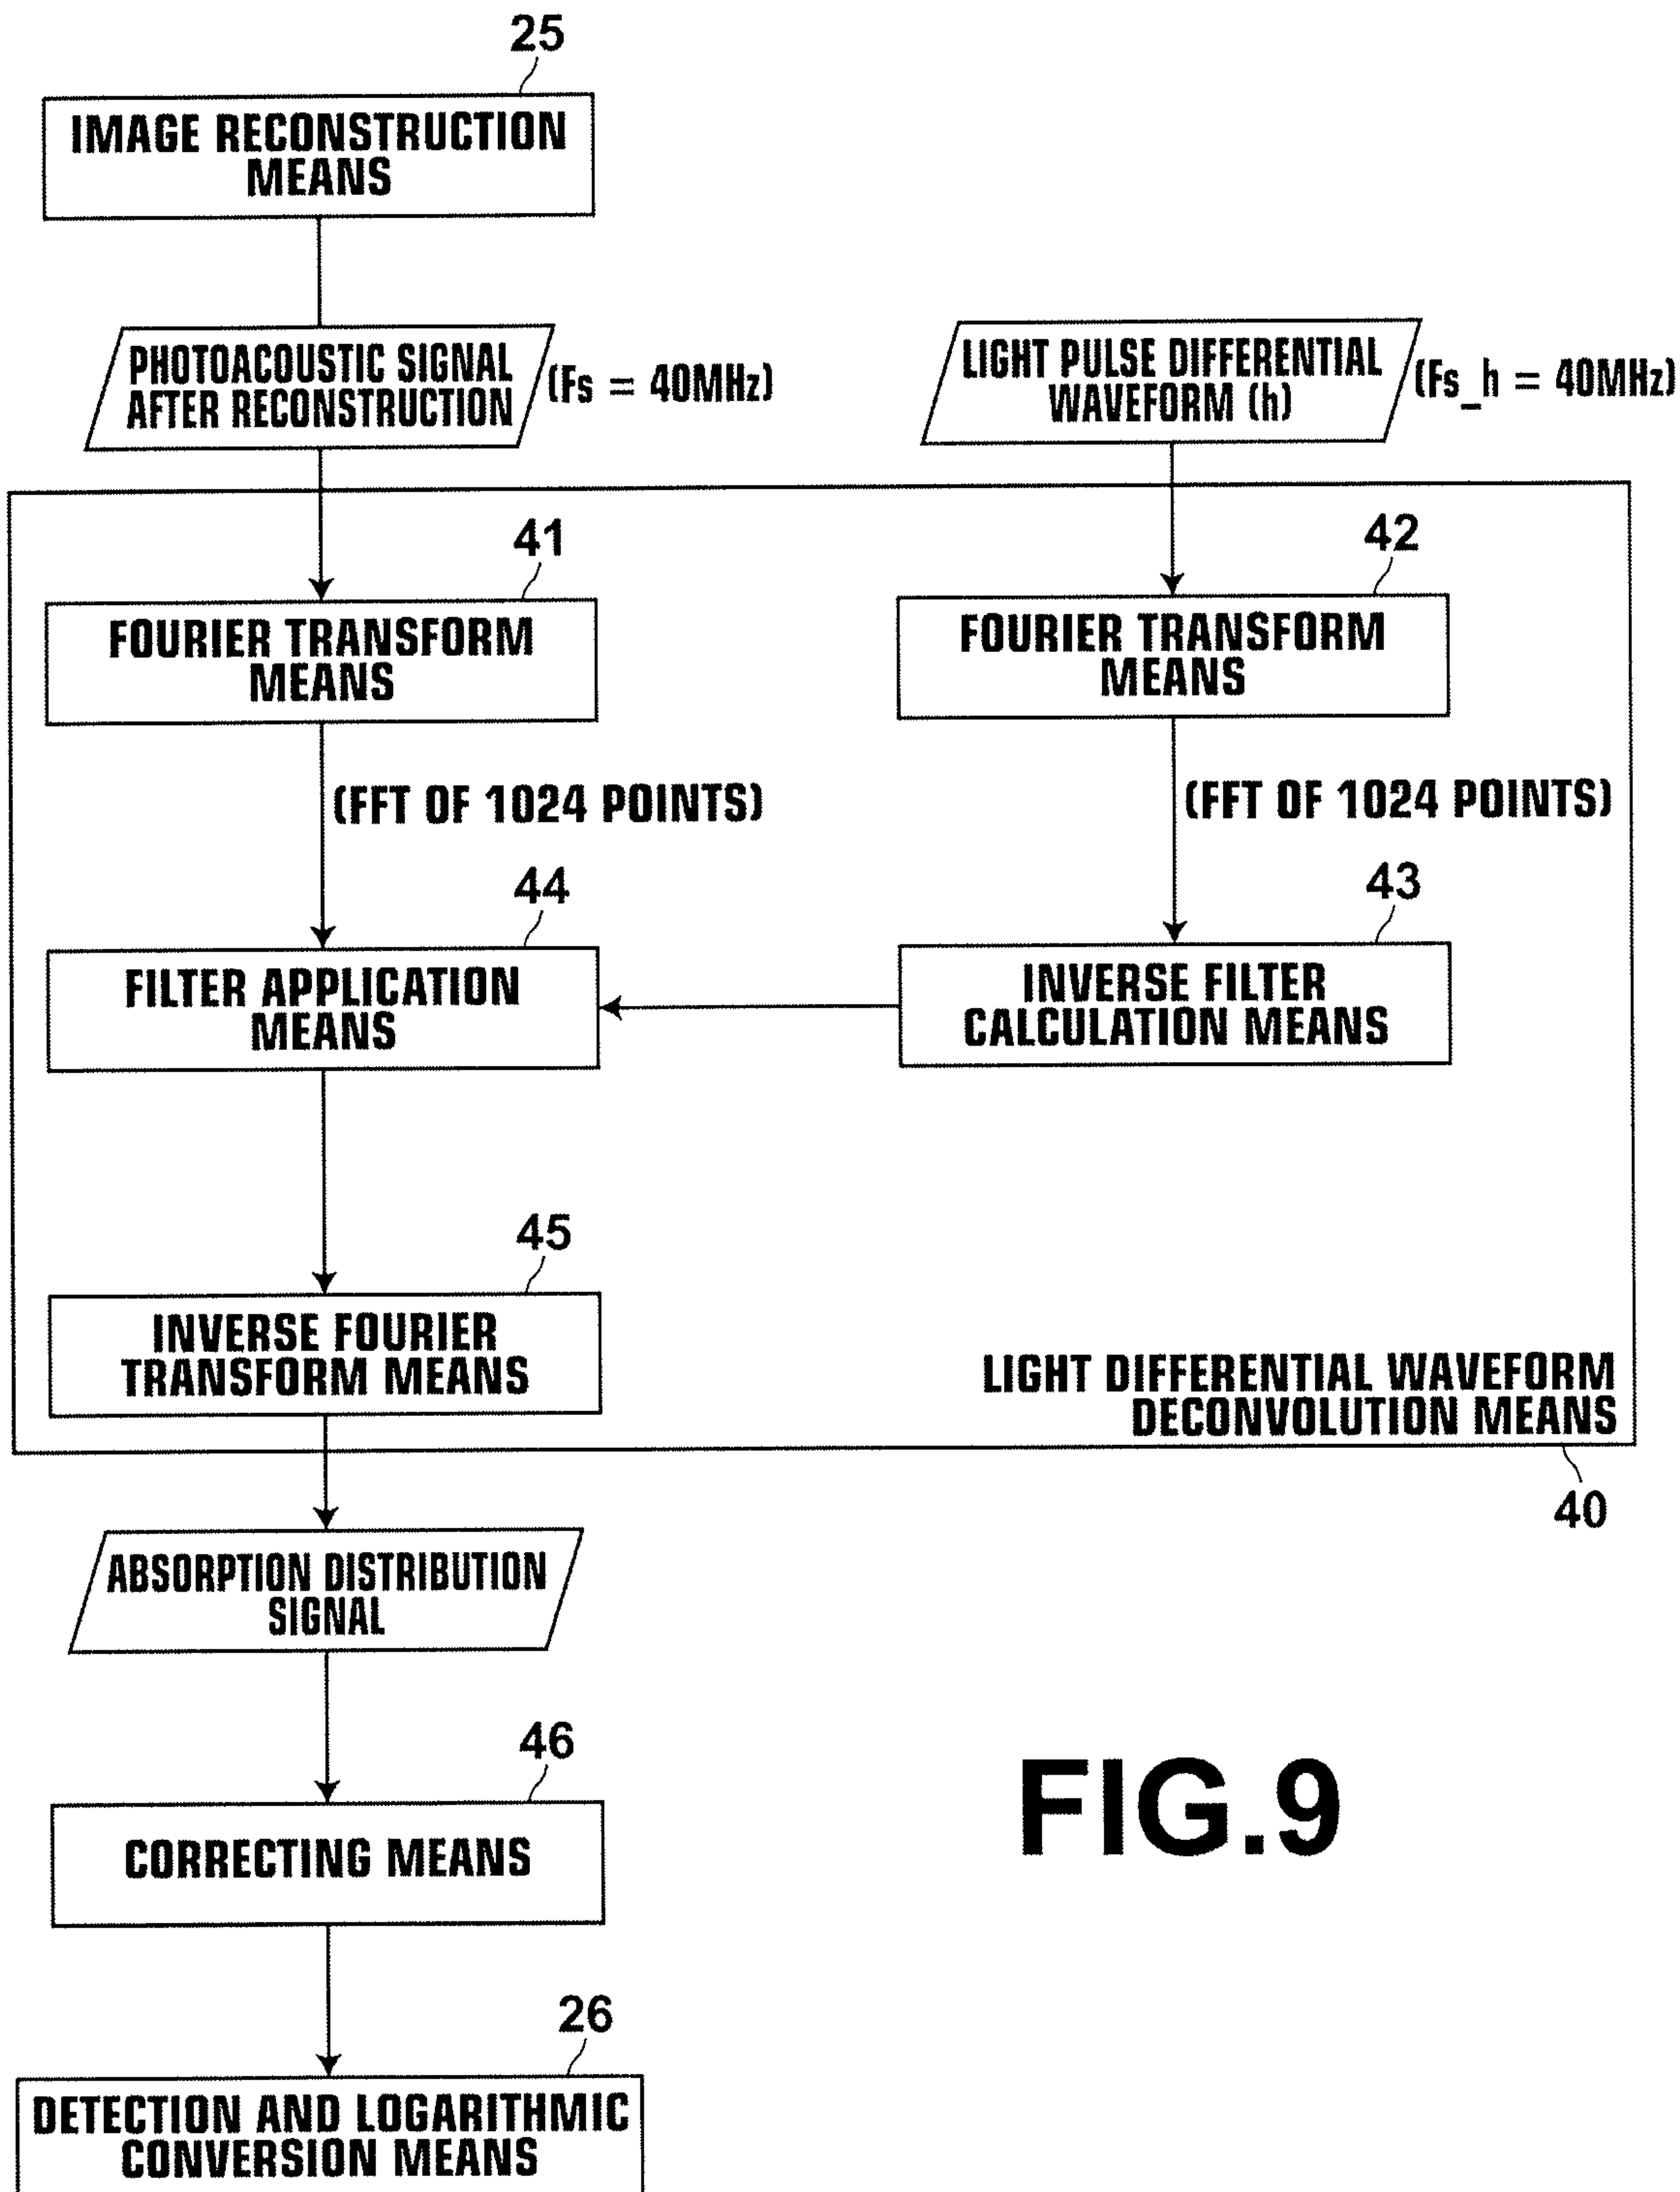 25
IMAGE RECONSTRUCTION
MEANS
PHOTOACOUSTIC SIGNAL
AFTER RECONSTRUCTION
(Fs = 40MHz)
LIGHT PULSE DIFFERENTIAL
WAVEFORM (h)
(Fs_h = 40MHz)
41
FOURIER TRANSFORM
MEANS
42
FOURIER TRANSFORM
MEANS
(FFT OF 1024 POINTS)
(FFT OF 1024 POINTS)
44
FILTER APPLICATION
MEANS
43
INVERSE FILTER
CALCULATION MEANS
45
INVERSE FOURIER
TRANSFORM MEANS
LIGHT DIFFERENTIAL WAVEFORM
DECONVOLUTION MEANS
40
ABSORPTION DISTRIBUTION
SIGNAL
46
CORRECTING MEANS
FIG.9
26
DETECTION AND LOGARITHMIC
CONVERSION MEANS